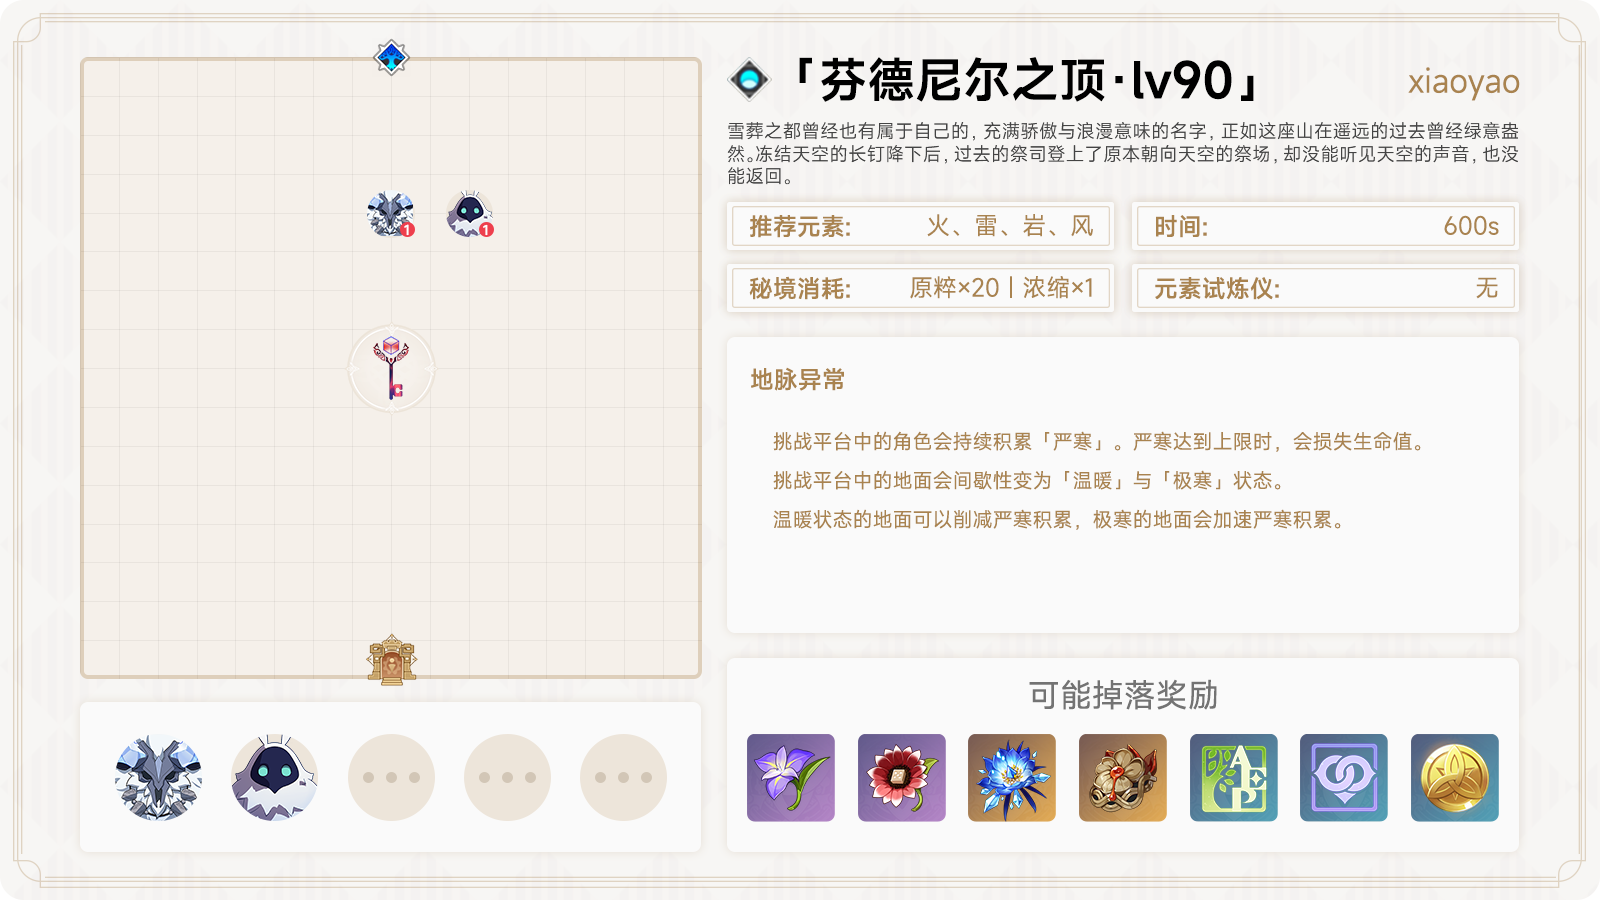 「芬德尼尔之顶·lv90」
xiaoyao
雪葬之都曾经也有属于自己的，充满骄傲与浪漫意味的名字，正如这座山在遥远的过去曾经绿意盎
然。冻结天空的长钉降下后，过去的祭司登上了原本朝向天空的祭场，却没能听见天空的声音，也没
能返回。
推荐元素: 火、雷、岩、风
时间: 600s
秘境消耗: 原粹×20丨浓缩×1
元素试炼仪: 无
1
1
地脉异常
挑战平台中的角色会持续积累「严寒」。严寒达到上限时，会损失生命值。
挑战平台中的地面会间歇性变为「温暖」与「极寒」状态。
温暖状态的地面可以削减严寒积累，极寒的地面会加速严寒积累。
可能掉落奖励
AEP